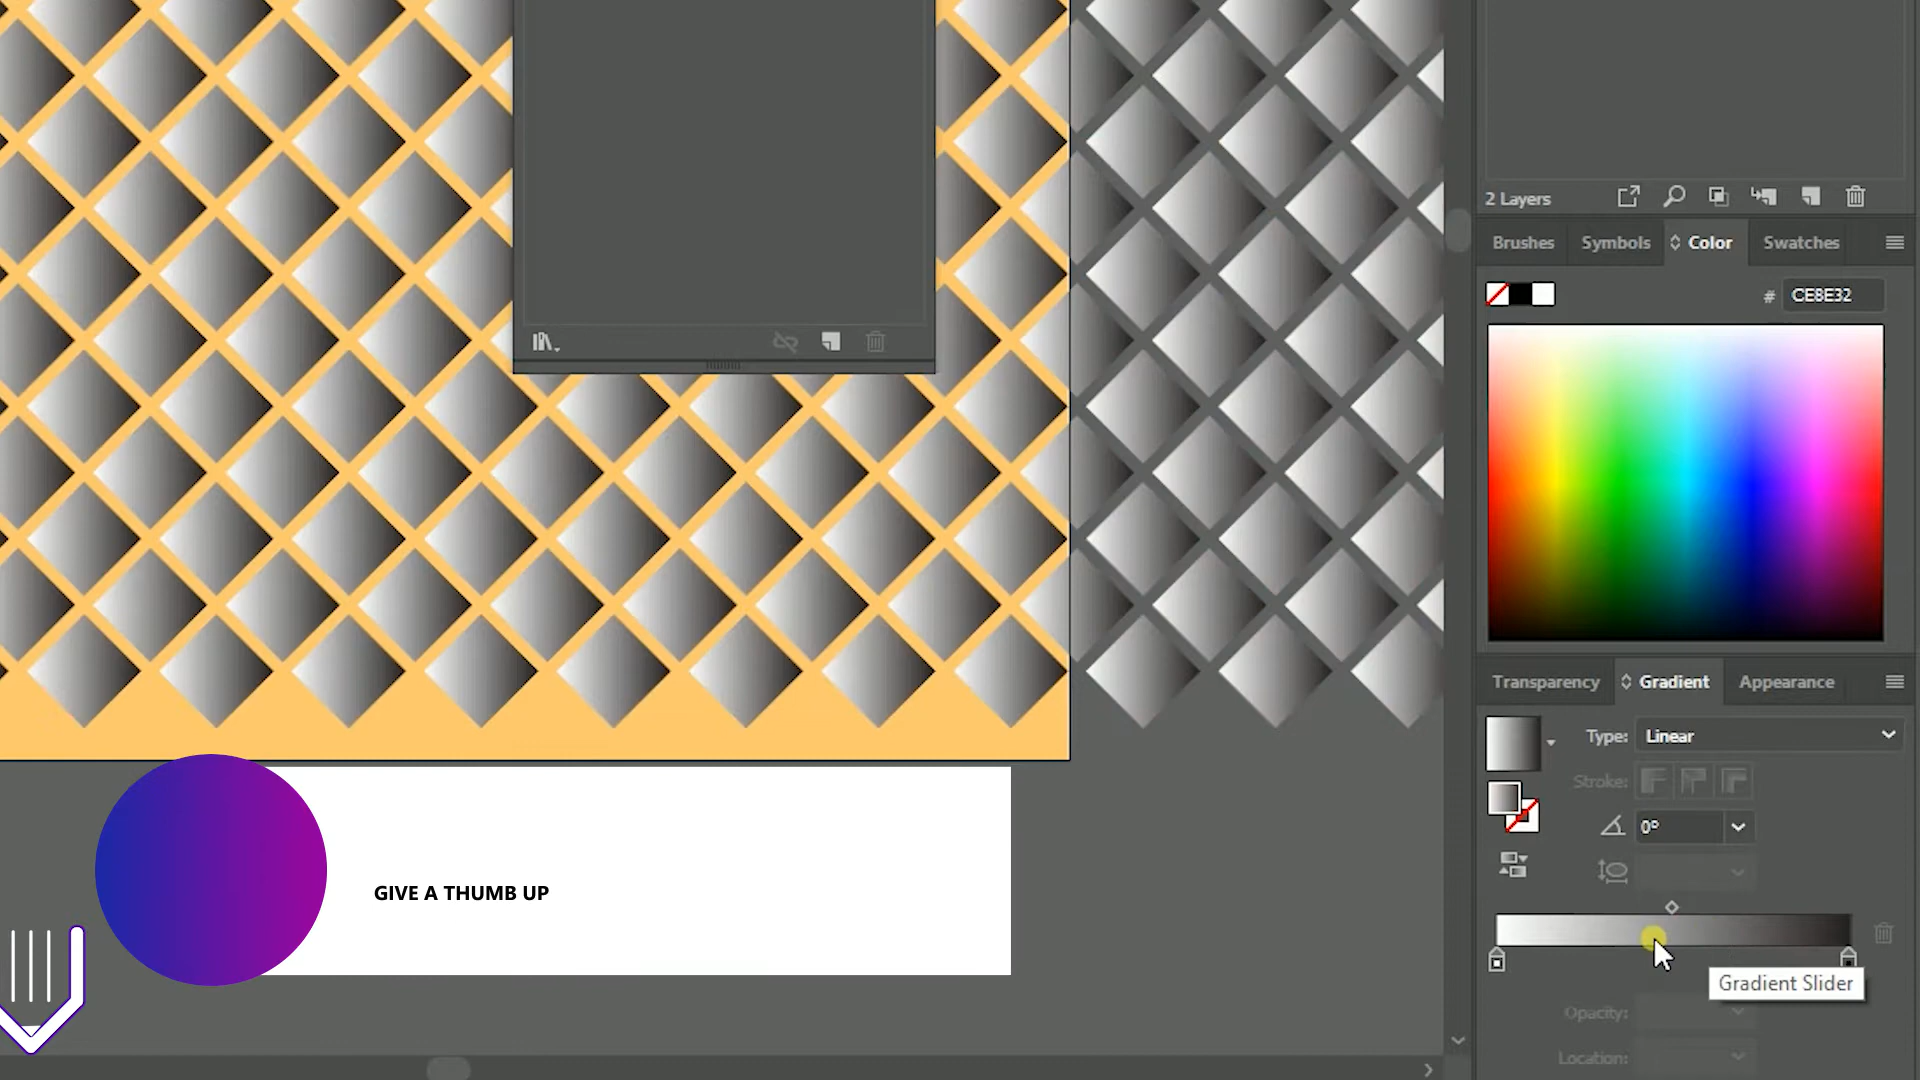 2 Layers
Brushes
Symbols
Color
Swatches
# CE8E32
Transparency
Gradient
Appearance
Type:
Linear
Stroke:
0°
GIVE A THUMB UP
Gradient Slider
Opacity:
Location: